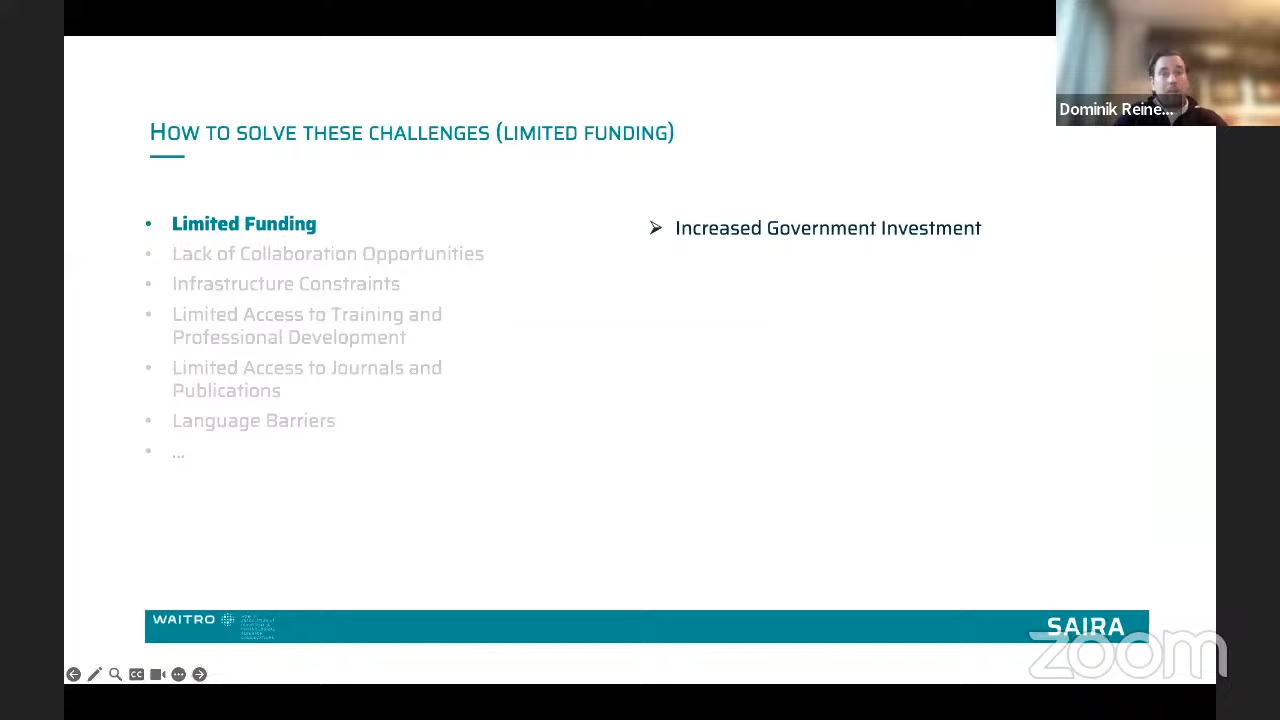 Dominik Reine...
How to solve these challenges (limited funding)
• Limited Funding
• Lack of Collaboration Opportunities
• Infrastructure Constraints
• Limited Access to Training and
Professional Development
• Limited Access to Journals and
Publications
• Language Barriers
• ...
➢ Increased Government Investment
WAITRO
SAIRA
zoom
CC